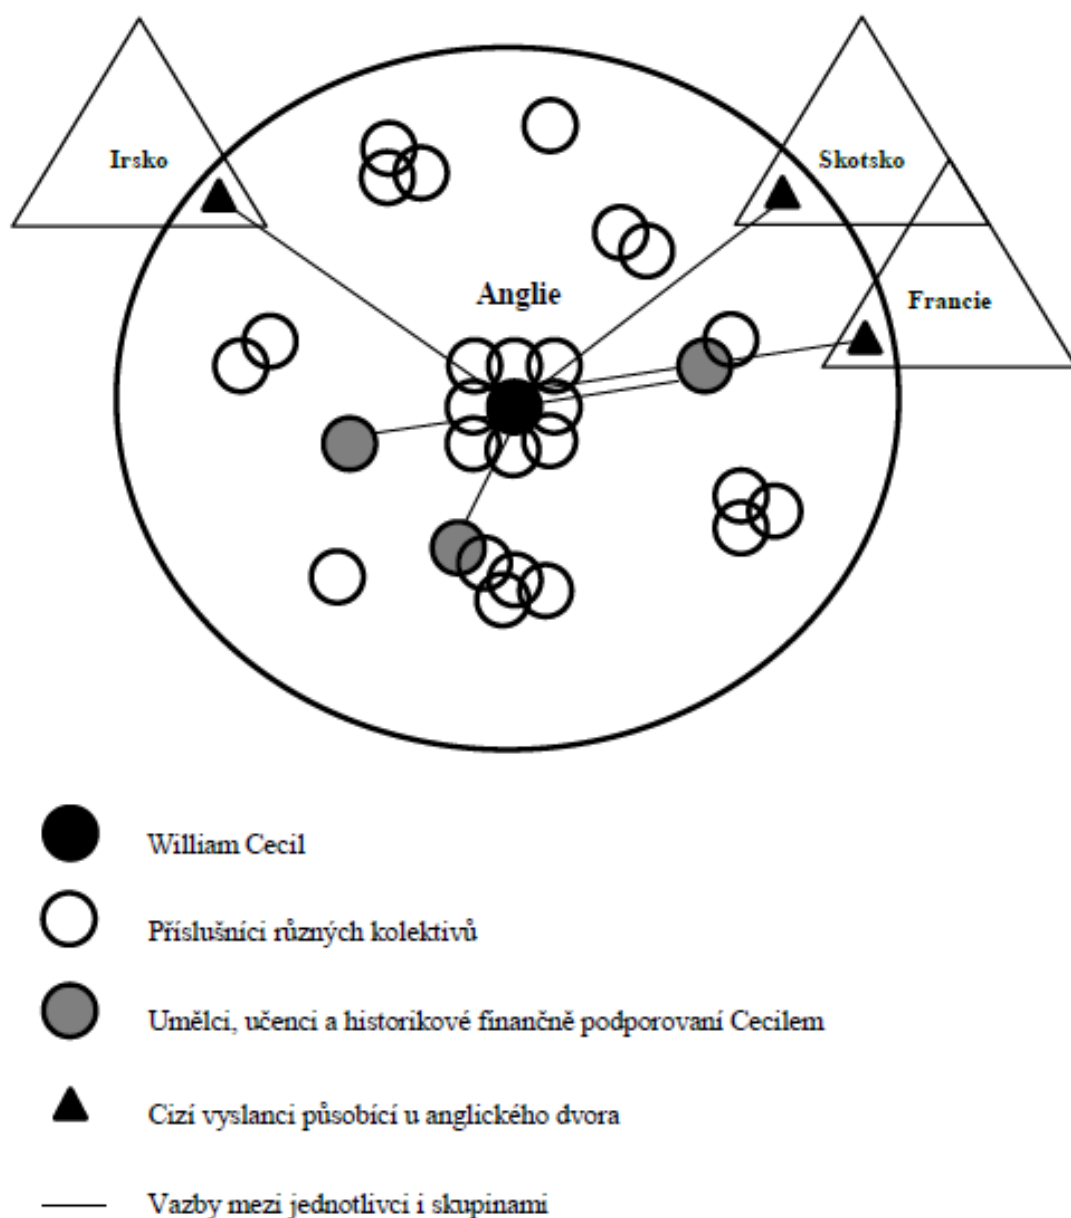 Irsko
Skotsko
Anglie
Francie
William Cecil
Příslušníci různých kolektivů
Umělci, učenci a historikové finančně podporovaní Cecilem
Cizí vyslanci působící u anglického dvora
Vazby mezi jednotlivci i skupinami